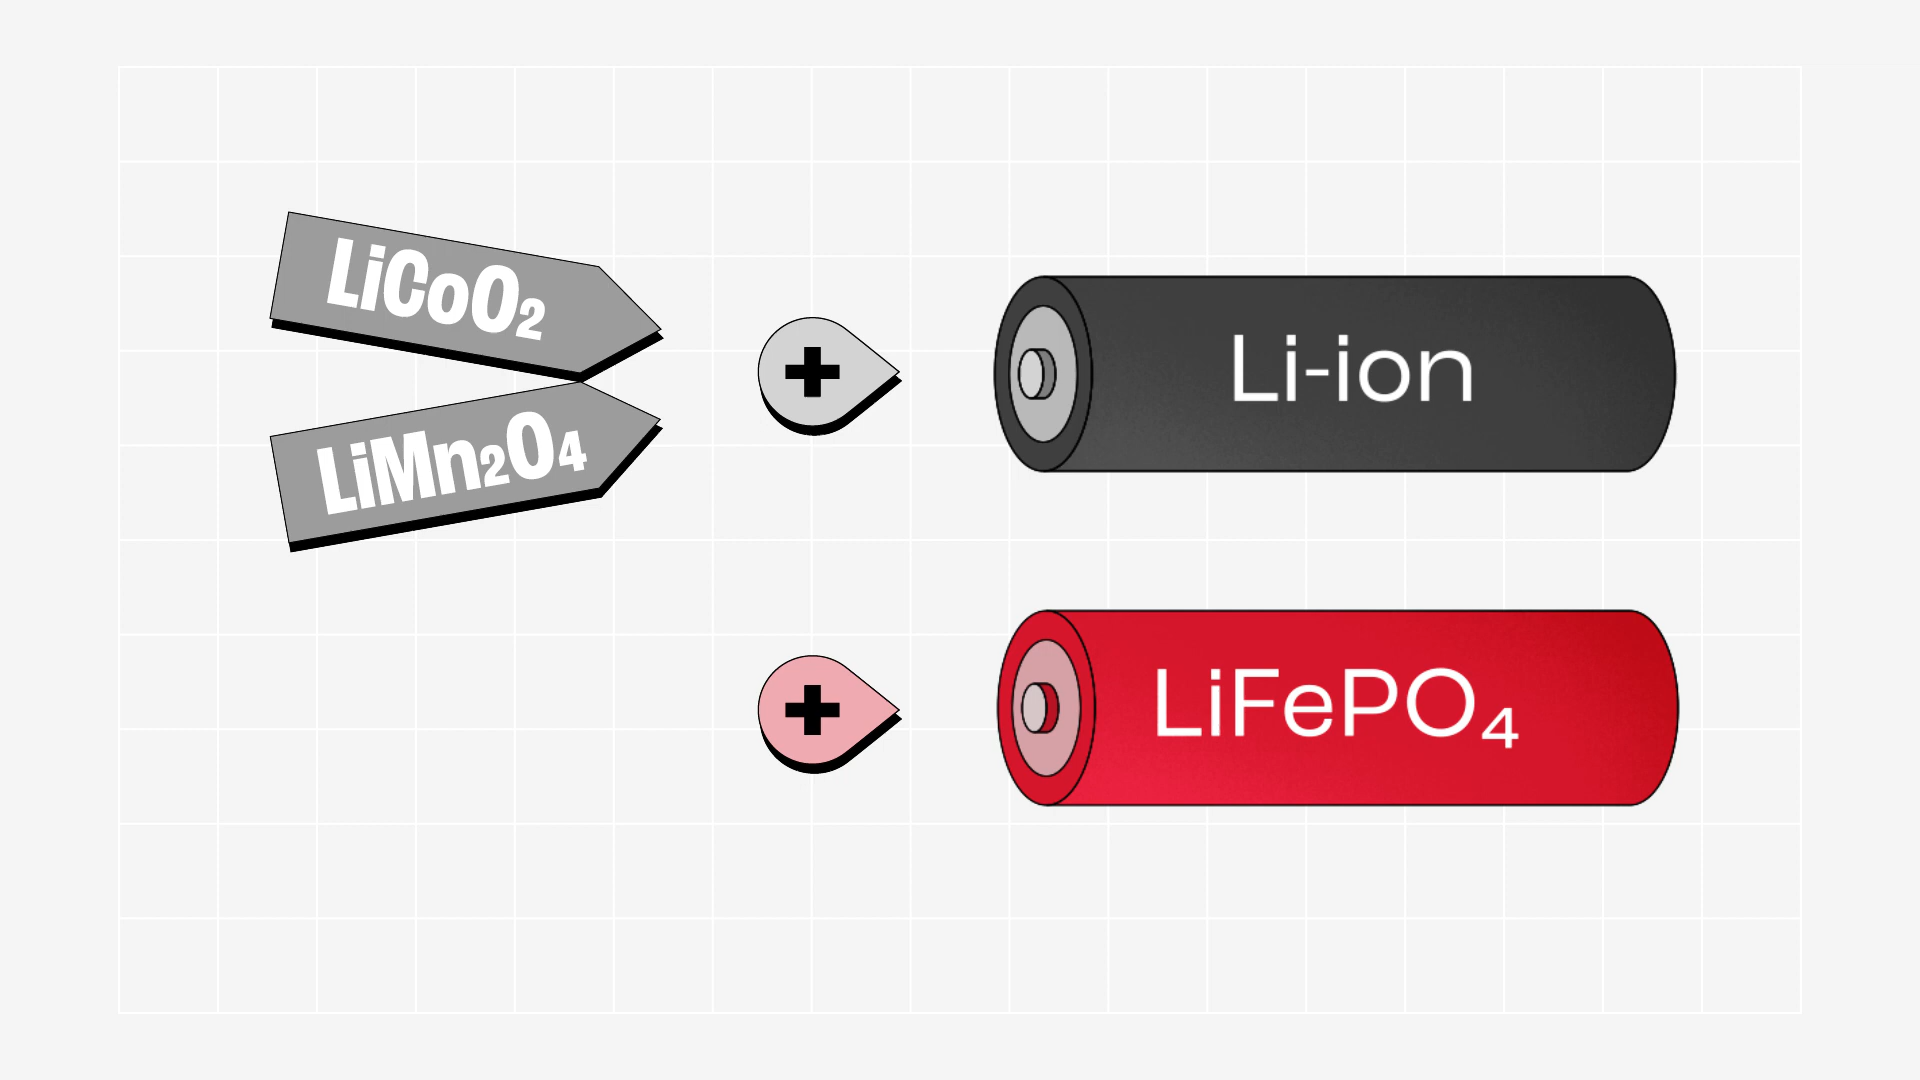 LiCoO₂
LiMn₂O₄
+
Li-ion
+
LiFePO₄